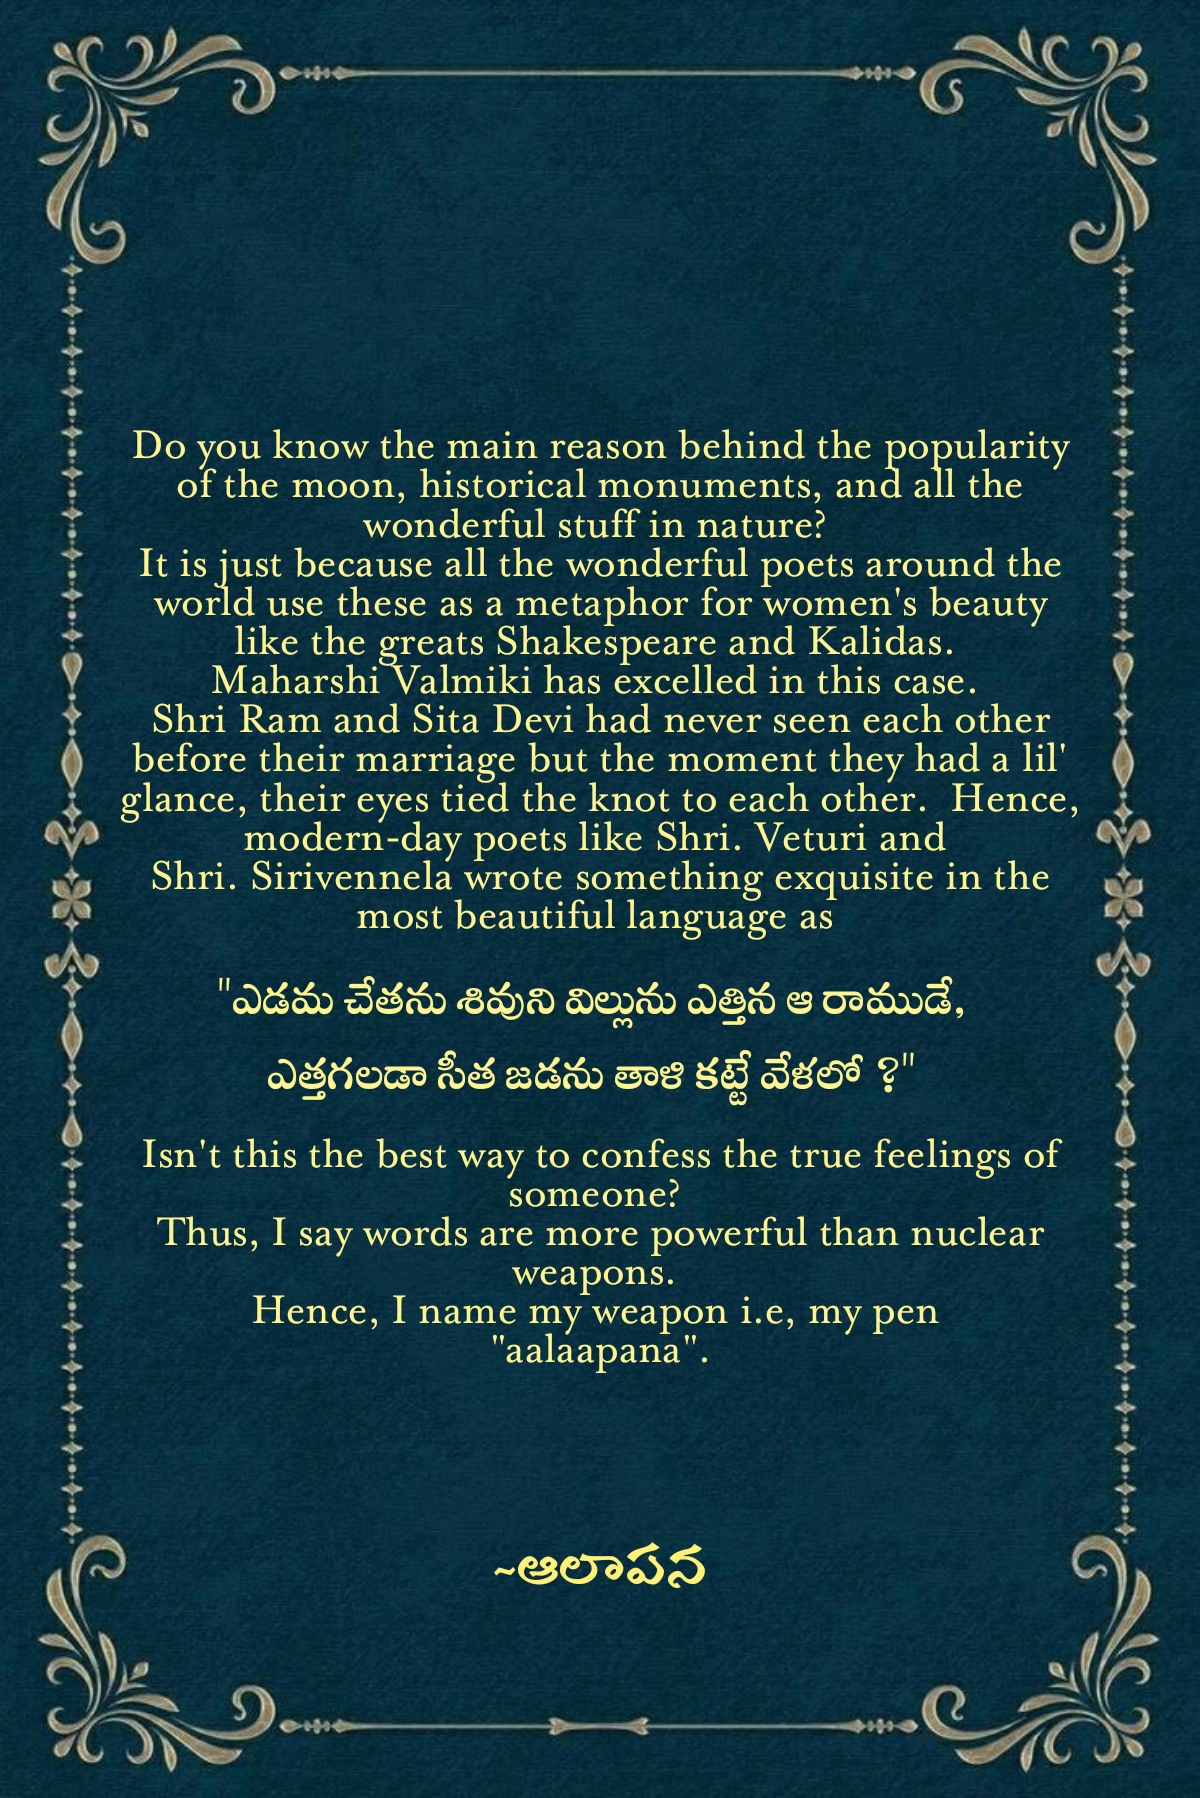 Do you know the main reason behind the popularity
of the moon, historical monuments, and all the
wonderful stuff in nature?
It is just because all the wonderful poets around the
world use these as a metaphor for women's beauty
like the greats Shakespeare and Kalidas.
Maharshi Valmiki has excelled in this case.
Shri Ram and Sita Devi had never seen each other
before their marriage but the moment they had a lil'
glance, their eyes tied the knot to each other.  Hence,
modern-day poets like Shri. Veturi and
Shri. Sirivennela wrote something exquisite in the
most beautiful language as
"ఎడమ చేతను శివుని విల్లును ఎత్తిన ఆ రాముడే,
ఎత్తగలడా సీత జడను తాళి కట్టే వేళలో ?"
Isn't this the best way to confess the true feelings of
someone?
Thus, I say words are more powerful than nuclear
weapons.
Hence, I name my weapon i.e, my pen
"aalaapana".
~ఆలాపన